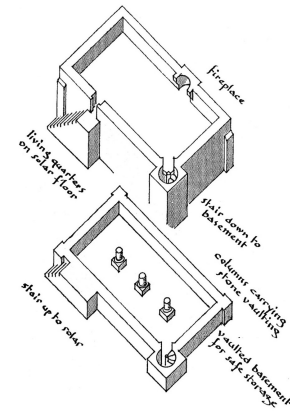 fireplace
living quarters
on solar floor
stair down to
basement
columns carrying
stone vaulting
stair up to solar
vaulted basement
for safe storage